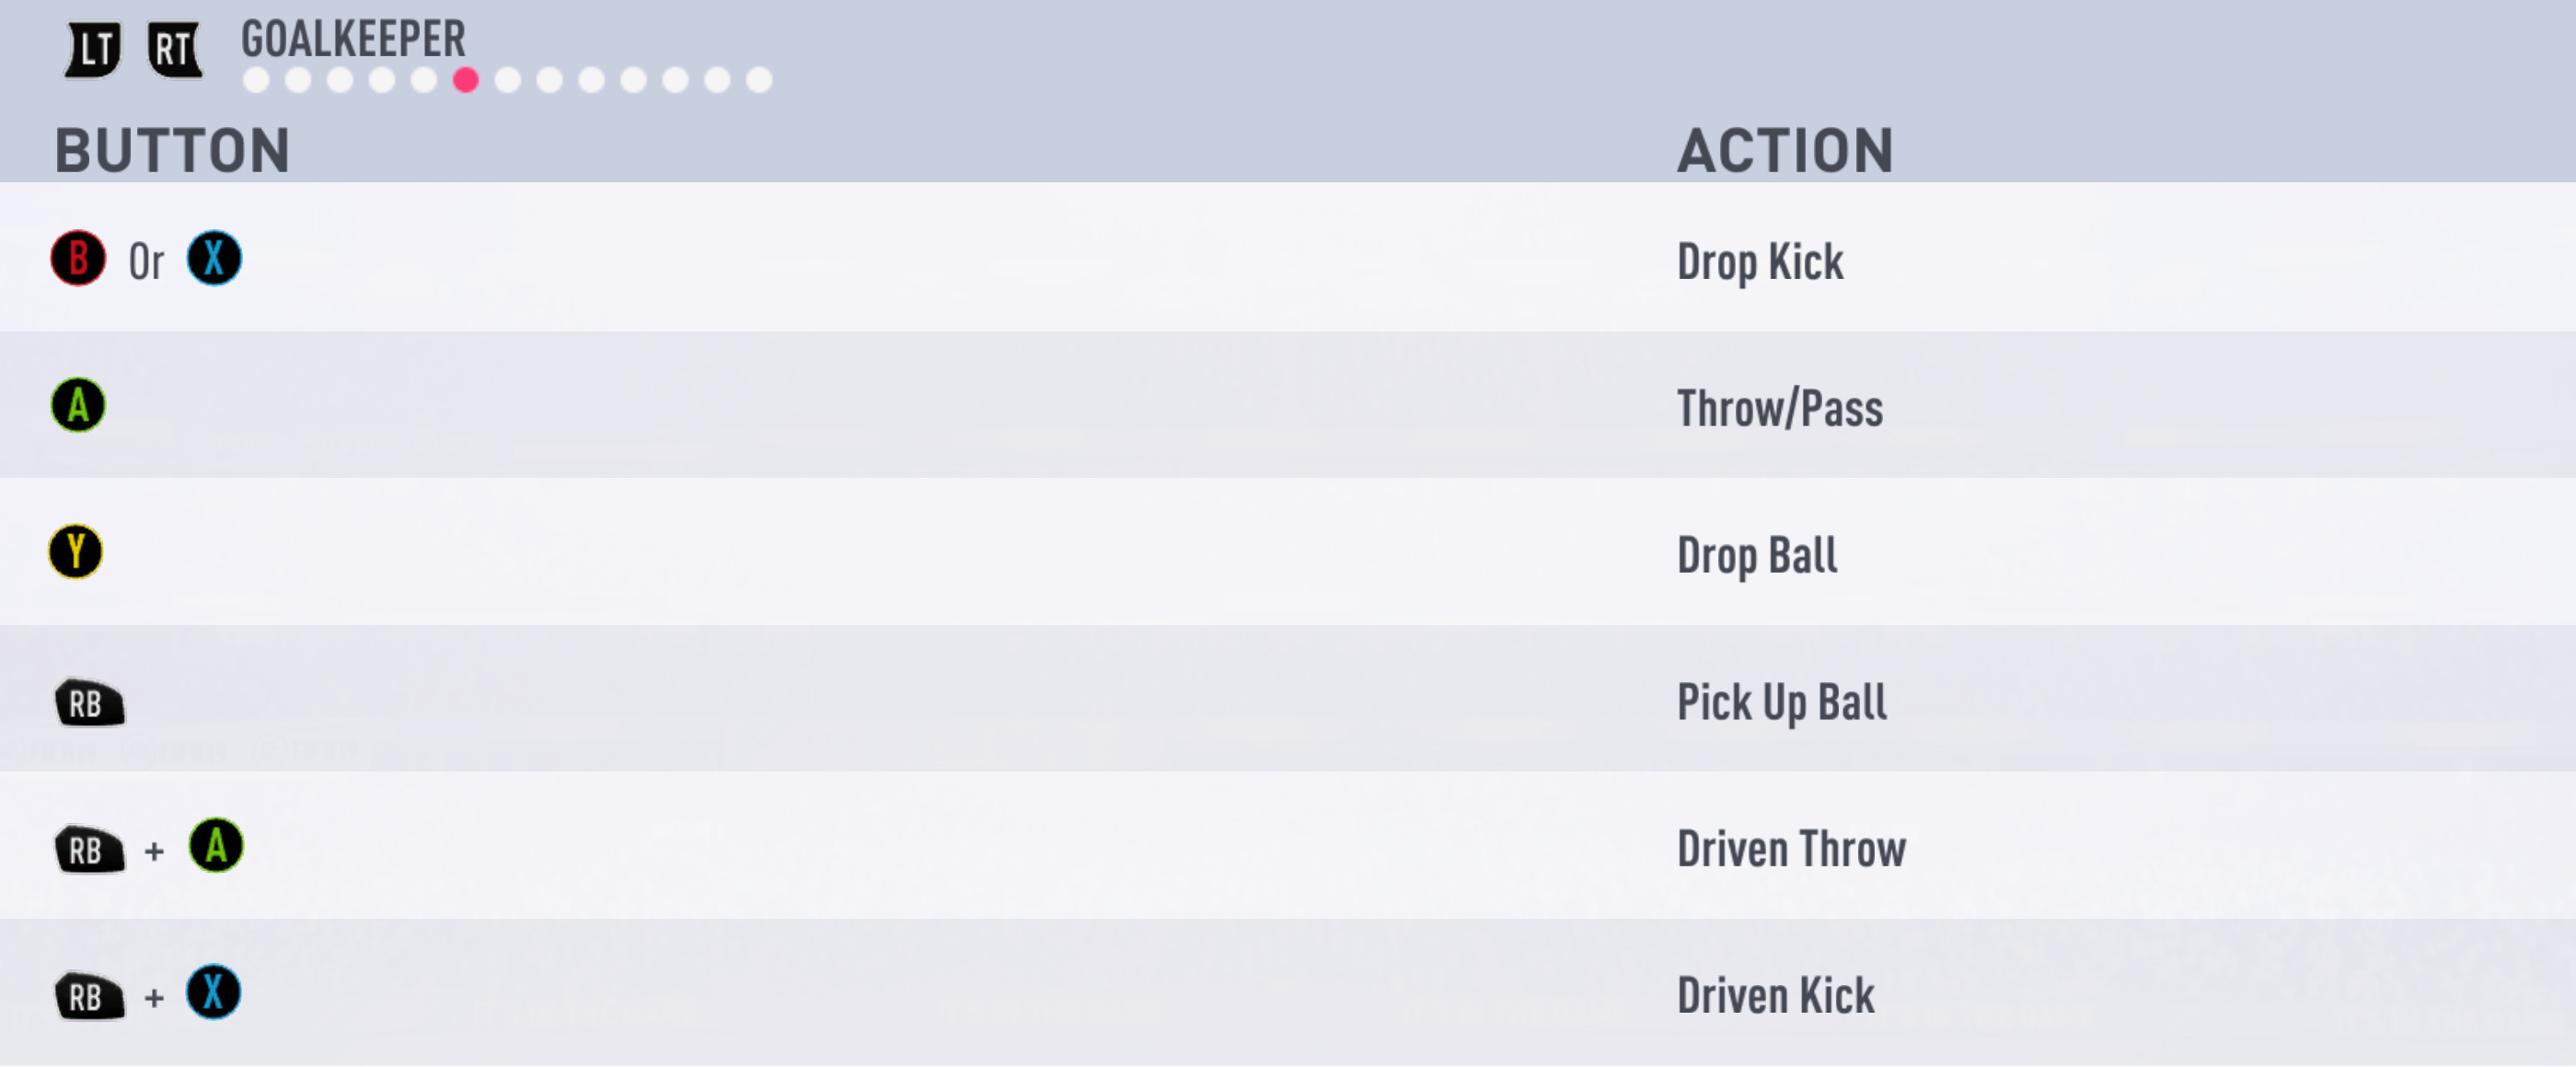 LT RT GOALKEEPER
BUTTON ACTION
B Or X Drop Kick
A Throw/Pass
Y Drop Ball
RB Pick Up Ball
RB + A Driven Throw
RB + X Driven Kick